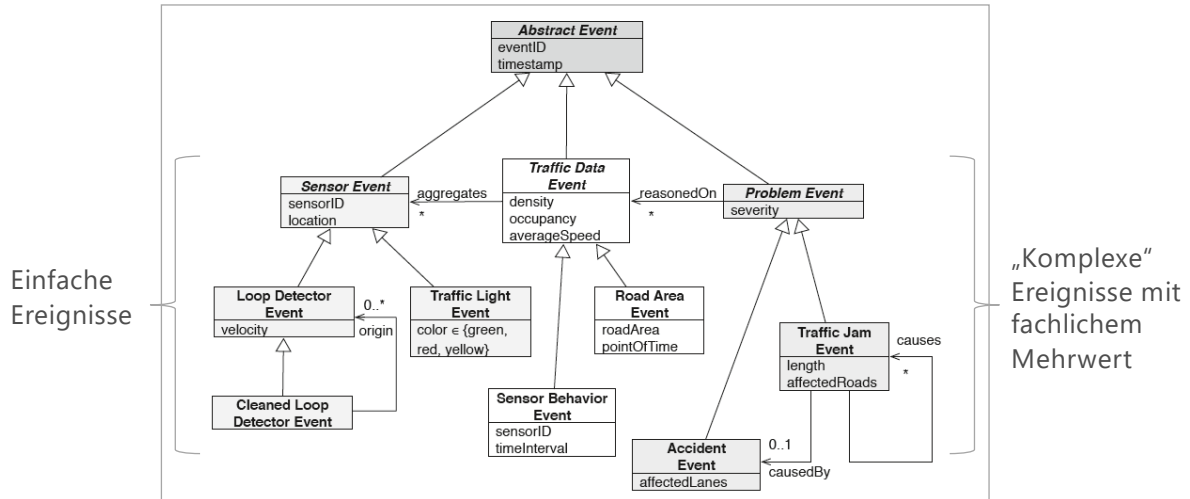 Abstract Event
eventID
timestamp
Sensor Event
sensorID
location
aggregates
*
Traffic Data
Event
density
occupancy
averageSpeed
reasonedOn
*
Problem Event
severity
Einfache
Ereignisse
Loop Detector
Event
velocity
0..*
origin
Traffic Light
Event
color ∈ {green,
red, yellow}
Road Area
Event
roadArea
pointOfTime
Traffic Jam
Event
length
affectedRoads
causes
*
„Komplexe“
Ereignisse mit
fachlichem
Mehrwert
Cleaned Loop
Detector Event
Sensor Behavior
Event
sensorID
timeInterval
Accident
Event
affectedLanes
0..1
causedBy